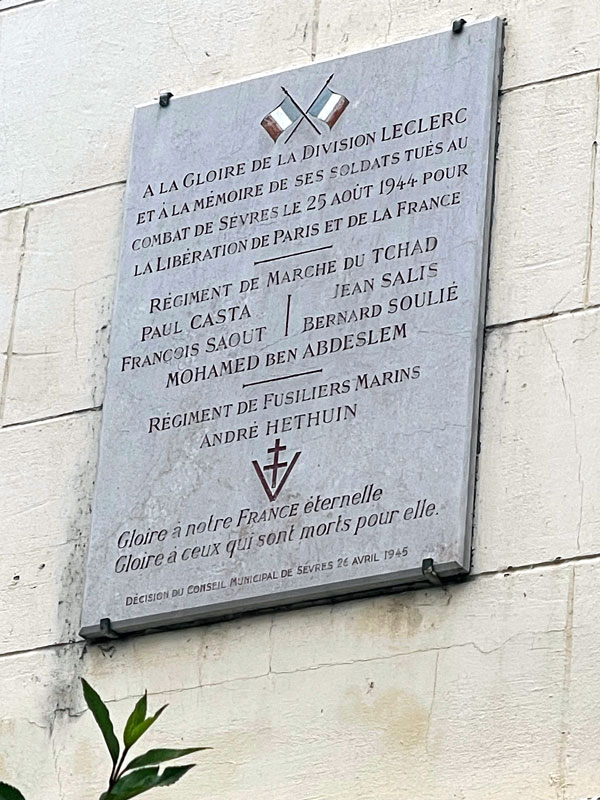 A LA GLOIRE DE LA DIVISION LECLERC
ET À LA MÉMOIRE DE SES SOLDATS TUÉS AU
COMBAT DE SÈVRES LE 25 AOÛT 1944 POUR
LA LIBÉRATION DE PARIS ET DE LA FRANCE
RÉGIMENT DE MARCHE DU TCHAD
PAUL CASTA JEAN SALIS
FRANÇOIS SAOUT BERNARD SOULIÉ
MOHAMED BEN ABDESLEM
RÉGIMENT DE FUSILIERS MARINS
ANDRÉ HETHUIN
V
Gloire à notre FRANCE éternelle
Gloire à ceux qui sont morts pour elle.
DÉCISION DU CONSEIL MUNICIPAL DE SÈVRES 26 AVRIL 1945